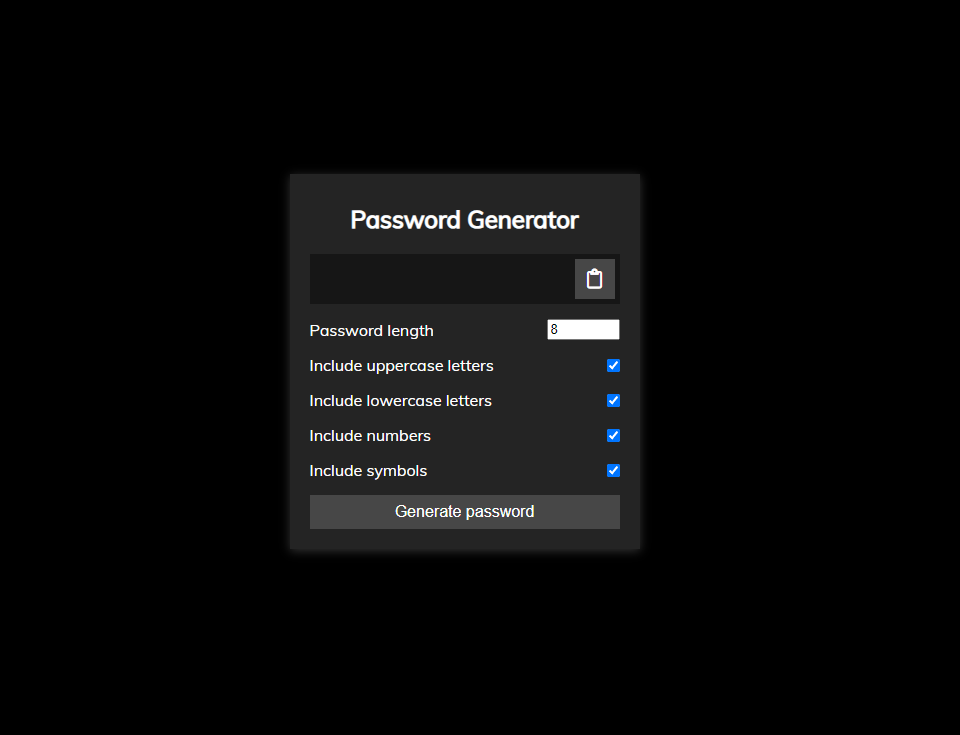 Password Generator
Password length 8
Include uppercase letters
Include lowercase letters
Include numbers
Include symbols
Generate password